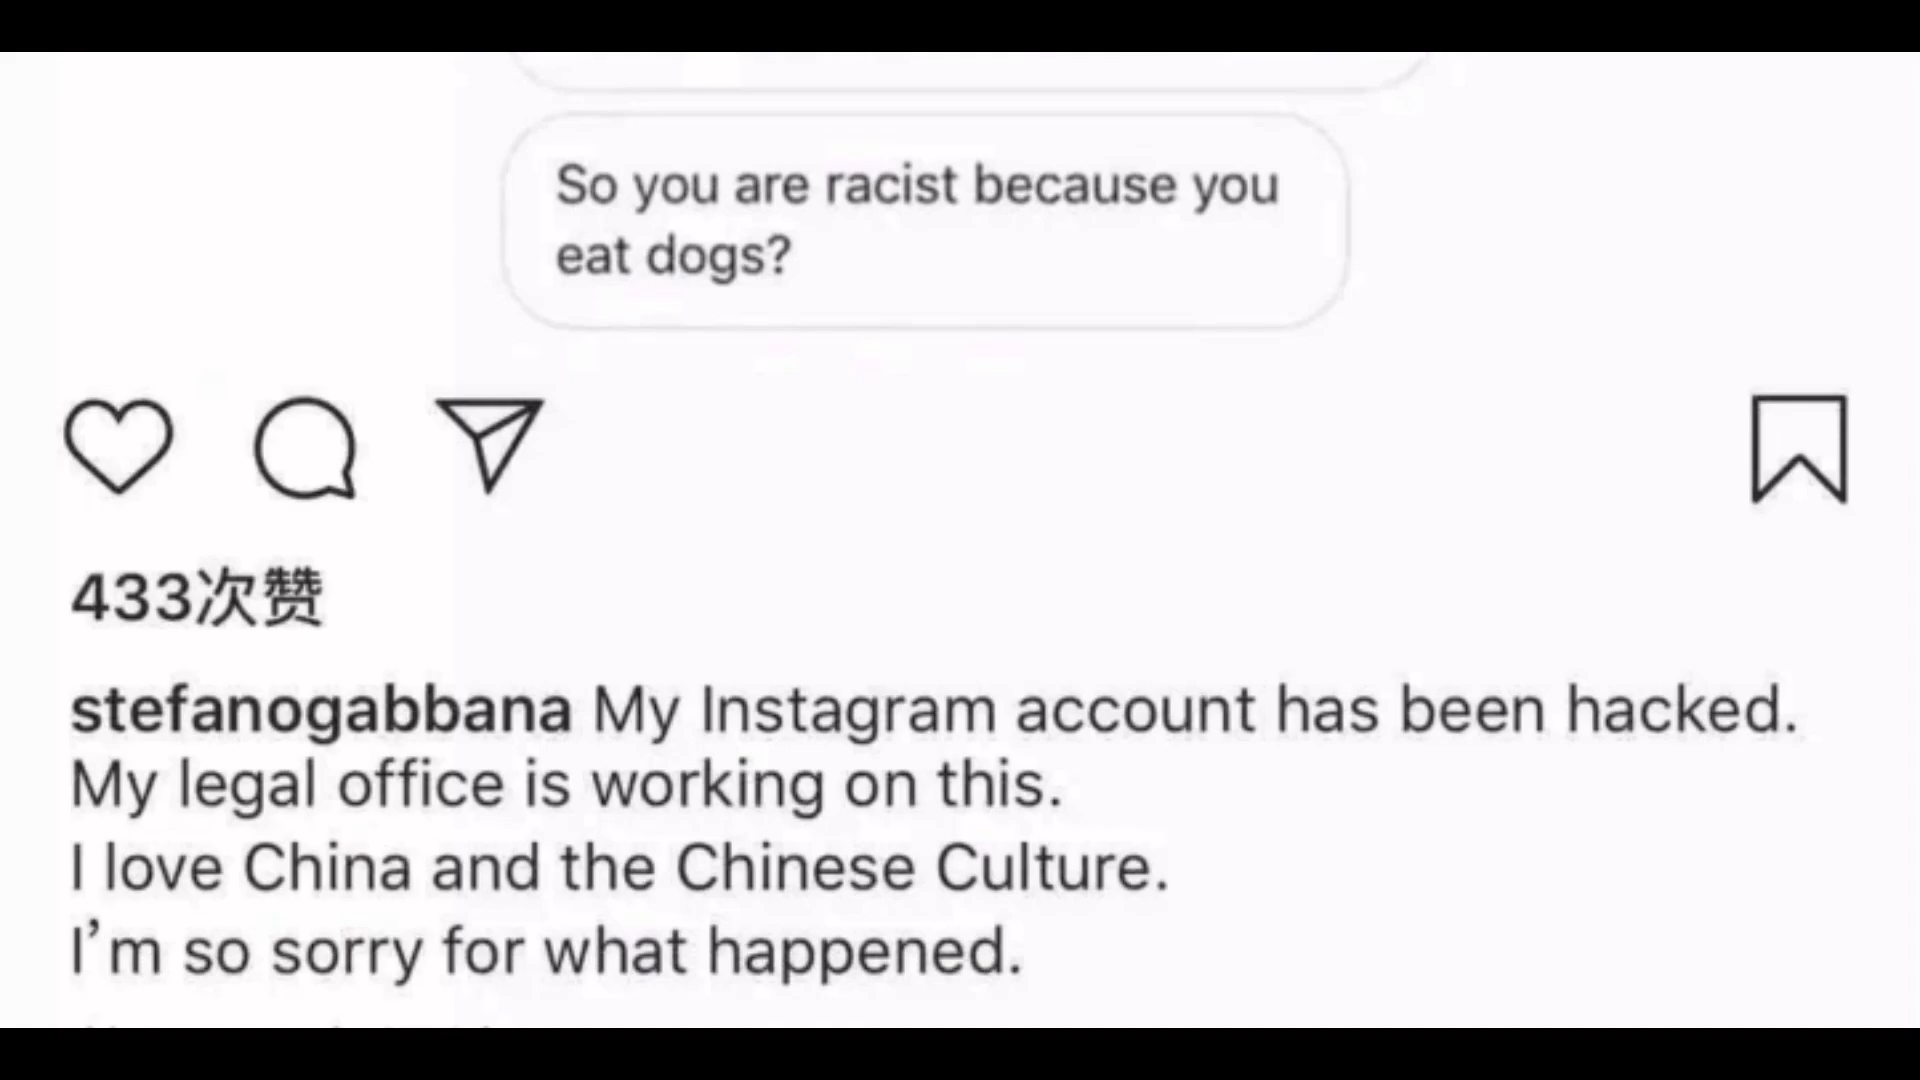 So you are racist because you
eat dogs?
433次赞
stefanogabbana My Instagram account has been hacked.
My legal office is working on this.
I love China and the Chinese Culture.
I'm so sorry for what happened.